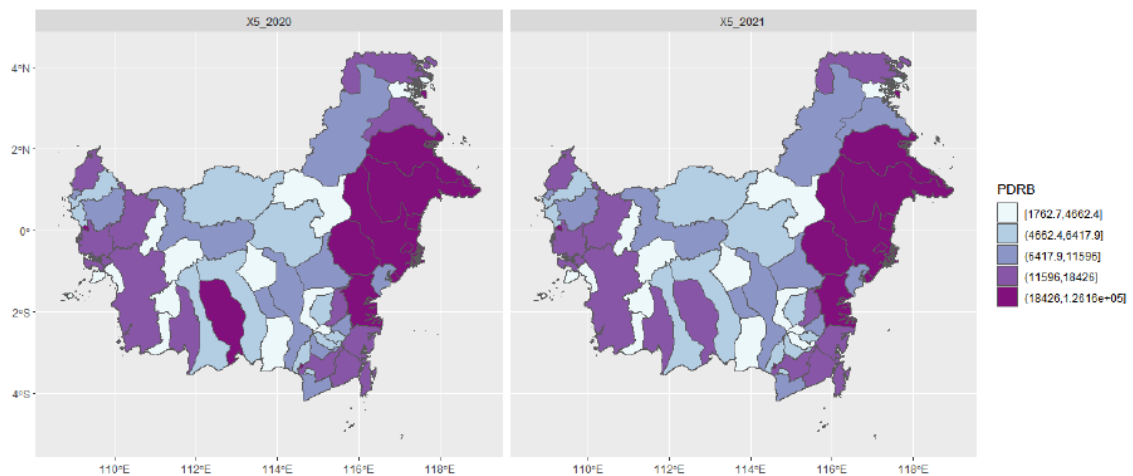 X5_2020 X5_2021
4°N
2°N
0°
2°S
4°S
110°E 112°E 114°E 116°E 118°E 110°E 112°E 114°E 116°E 118°E
PDRB
[1762.7,4662.4]
(4662.4,6417.9]
(6417.9,11596]
(11596,18426]
(18426,1.2616e+05]